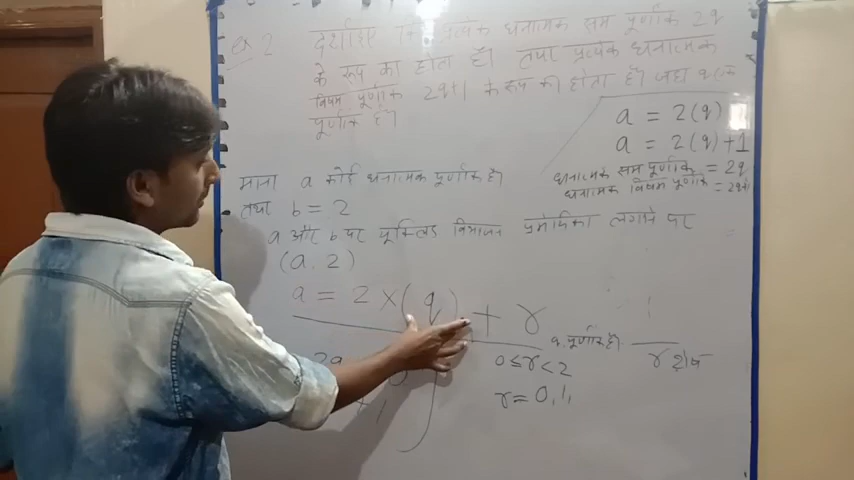 Q. 2 दर्शाइए कि प्रत्येक धनात्मक सम पूर्णांक 2q
के रूप का होता है। तथा प्रत्येक धनात्मक
विषम पूर्णांक 2q+1 के रूप का होता है। जहां q एक
पूर्णांक है।
a = 2(q)
a = 2(q)+1
धनात्मक सम पूर्णांक = 2q
धनात्मक विषम पूर्णांक = 2q+1
माना a कोई धनात्मक पूर्णांक है।
तथा b = 2
a और b पर यूक्लिड विभाजन प्रमेयिका लगाने पर
(a, 2)
a = 2 × (q) + r
पूर्णांक है।
0 ≤ r < 2
r = 0, 1,
r शेष
2q
+1